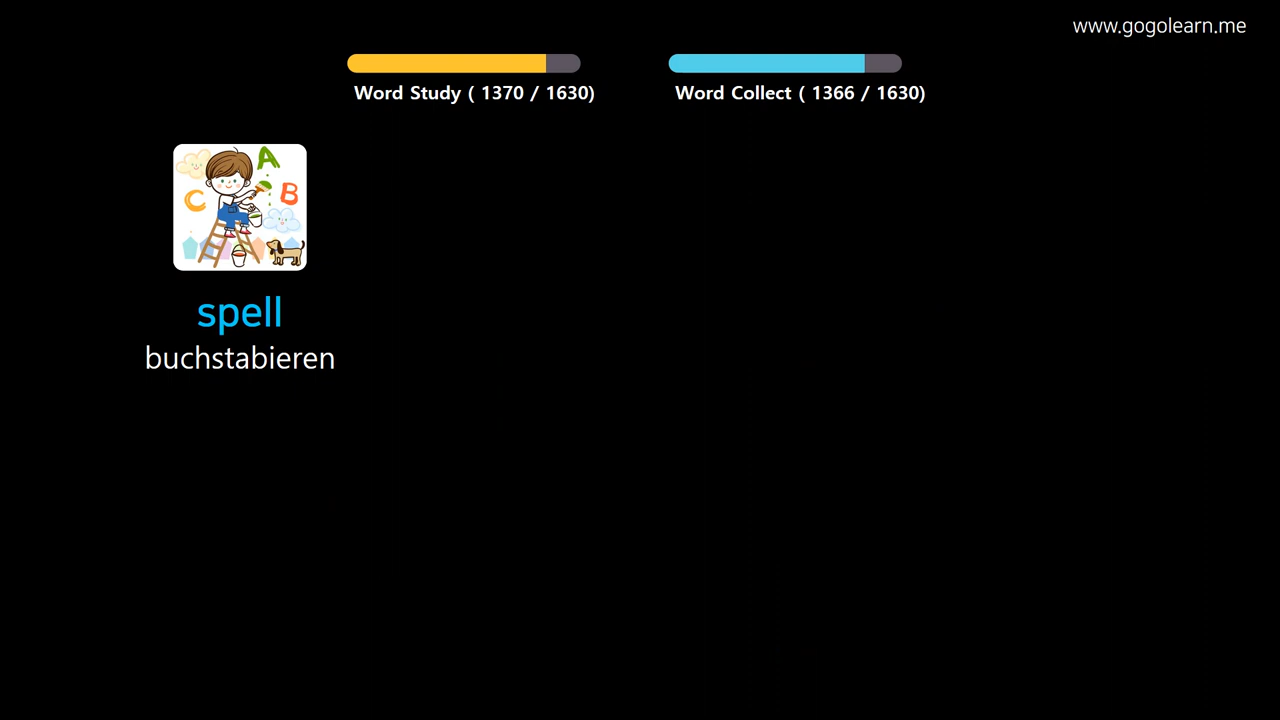 www.gogolearn.me
Word Study ( 1370 / 1630)
Word Collect ( 1366 / 1630)
A
B
C
spell
buchstabieren